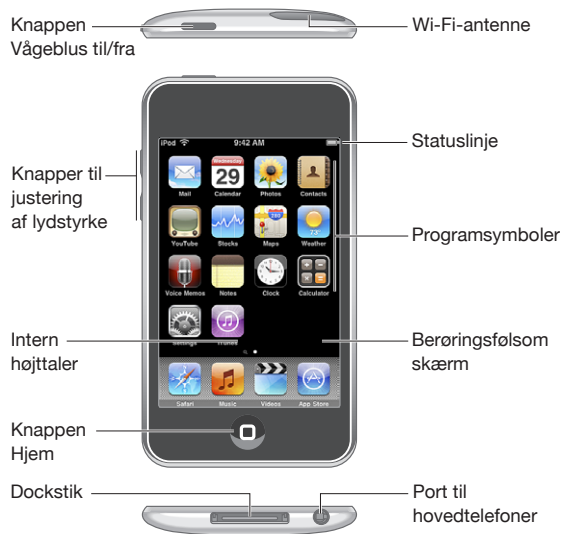 Knappen
Vågeblus til/fra
Wi-Fi-antenne
iPod 9:42 AM
Statuslinje
Wednesday
29
280
73°
Mail Calendar Photos Contacts
Knapper til
justering
af lydstyrke
YouTube Stocks Maps Weather
Programsymboler
Voice Memos Notes Clock Calculator
Settings iTunes
Intern
højttaler
Berøringsfølsom
skærm
Safari Music Videos App Store
Knappen
Hjem
Dockstik
Port til
hovedtelefoner